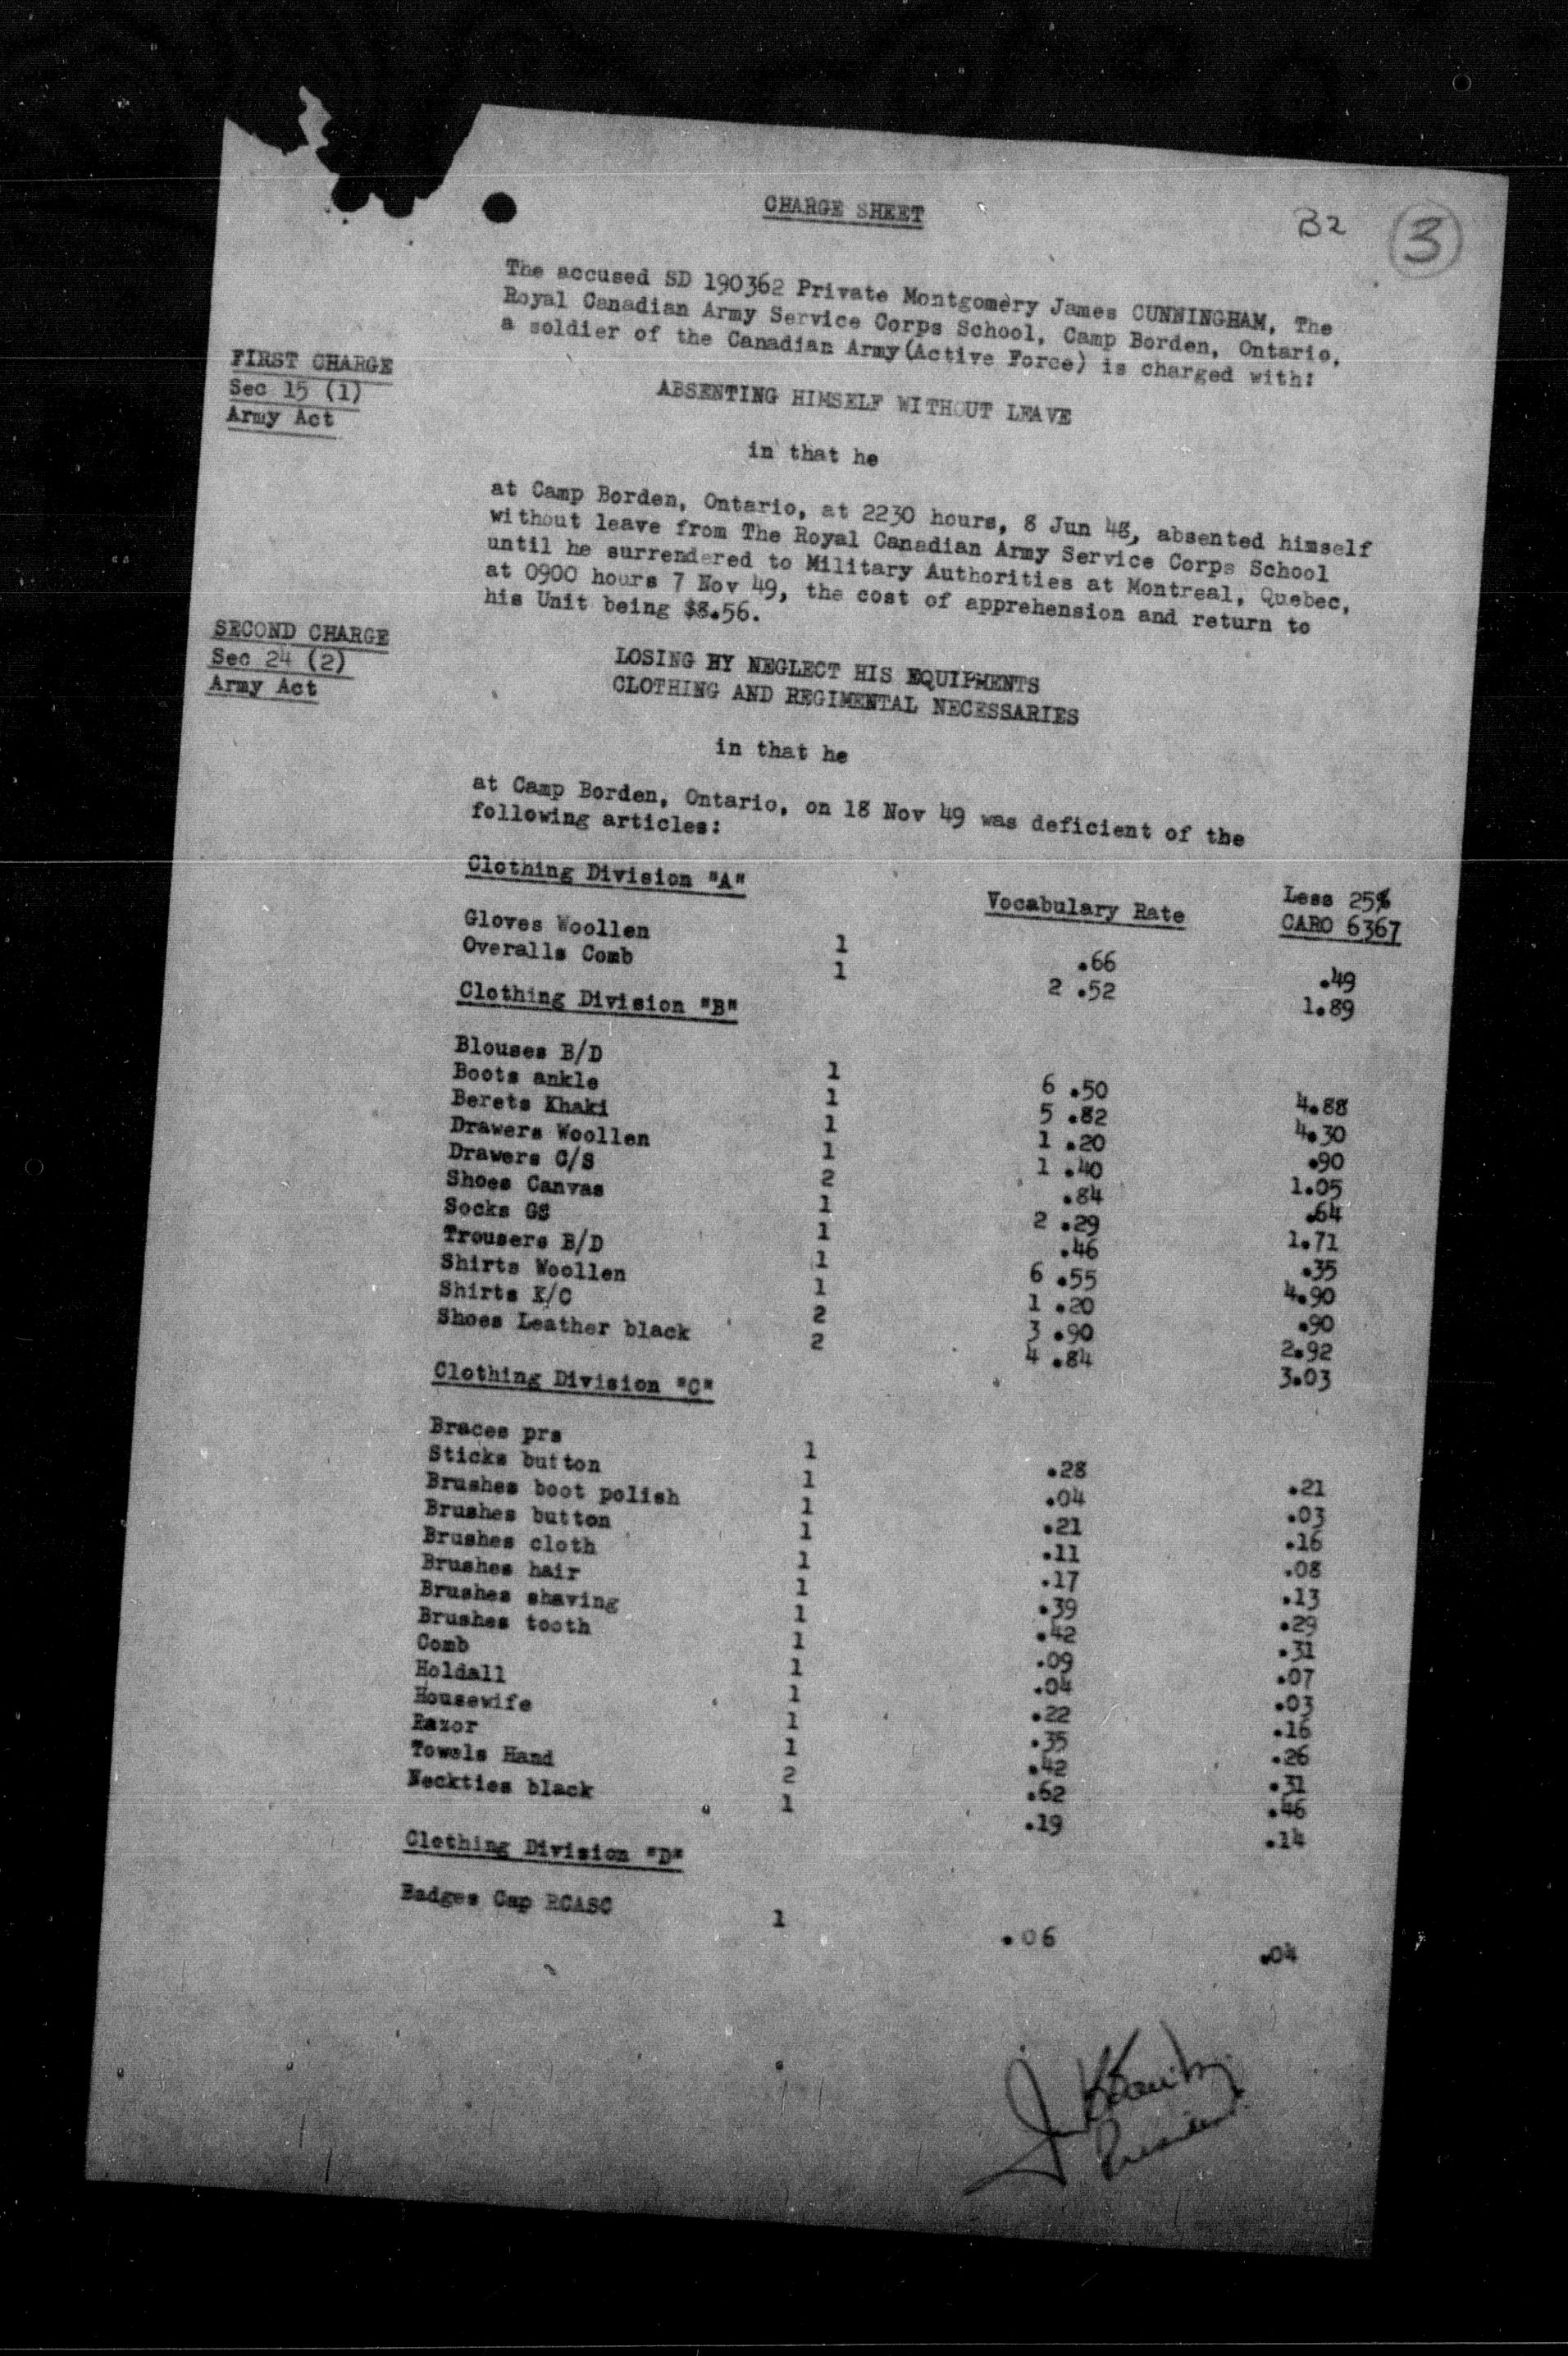 CHARGE SHEET
B2
3
The accused SD 190362 Private Montgomery James CUNNINGHAM, The
Royal Canadian Army Service Corps School, Camp Borden, Ontario,
a soldier of the Canadian Army(Active Force) is charged with:
FIRST CHARGE
Sec 15 (1)
Army Act
ABSENTING HIMSELF WITHOUT LEAVE
in that he
at Camp Borden, Ontario, at 2230 hours, 8 Jun 48, absented himself
without leave from The Royal Canadian Army Service Corps School
until he surrendered to Military Authorities at Montreal, Quebec,
at 0900 hours 7 Nov 49, the cost of apprehension and return to
his Unit being $8.56.
SECOND CHARGE
Sec 24 (2)
Army Act
LOSING BY NEGLECT HIS EQUIPMENTS
CLOTHING AND REGIMENTAL NECESSARIES
in that he
at Camp Borden, Ontario, on 18 Nov 49 was deficient of the
following articles:
Clothing Division "A" Vocabulary Rate Less 25%
CARO 6367
Gloves Woollen 1 .66 .49
Overalls Comb 1 2 .52 1.89
Clothing Division "B"
Blouses B/D 1 6 .50 4.88
Boots ankle 1 5 .82 4.30
Berets Khaki 1 1 .20 .90
Drawers Woollen 1 1 .40 1.05
Drawers C/S 2 .84 .64
Shoes Canvas 1 2 .29 1.71
Socks GS 1 .46 .35
Trousers B/D 1 6 .55 4.90
Shirts Woollen 1 1 .20 .90
Shirts K/C 2 3 .90 2.92
Shoes Leather black 2 4 .84 3.03
Clothing Division "C"
Braces prs 1 .28 .21
Sticks button 1 .04 .03
Brushes boot polish 1 .21 .16
Brushes button 1 .11 .08
Brushes cloth 1 .17 .13
Brushes hair 1 .39 .29
Brushes shaving 1 .42 .31
Brushes tooth 1 .09 .07
Comb 1 .04 .03
Holdall 1 .22 .16
Housewife 1 .35 .26
Razor 1 .42 .31
Towels Hand 2 .62 .46
Neckties black 1 .19 .14
Clothing Division "D"
Badges Cap RCASC 1 .06 .04
President